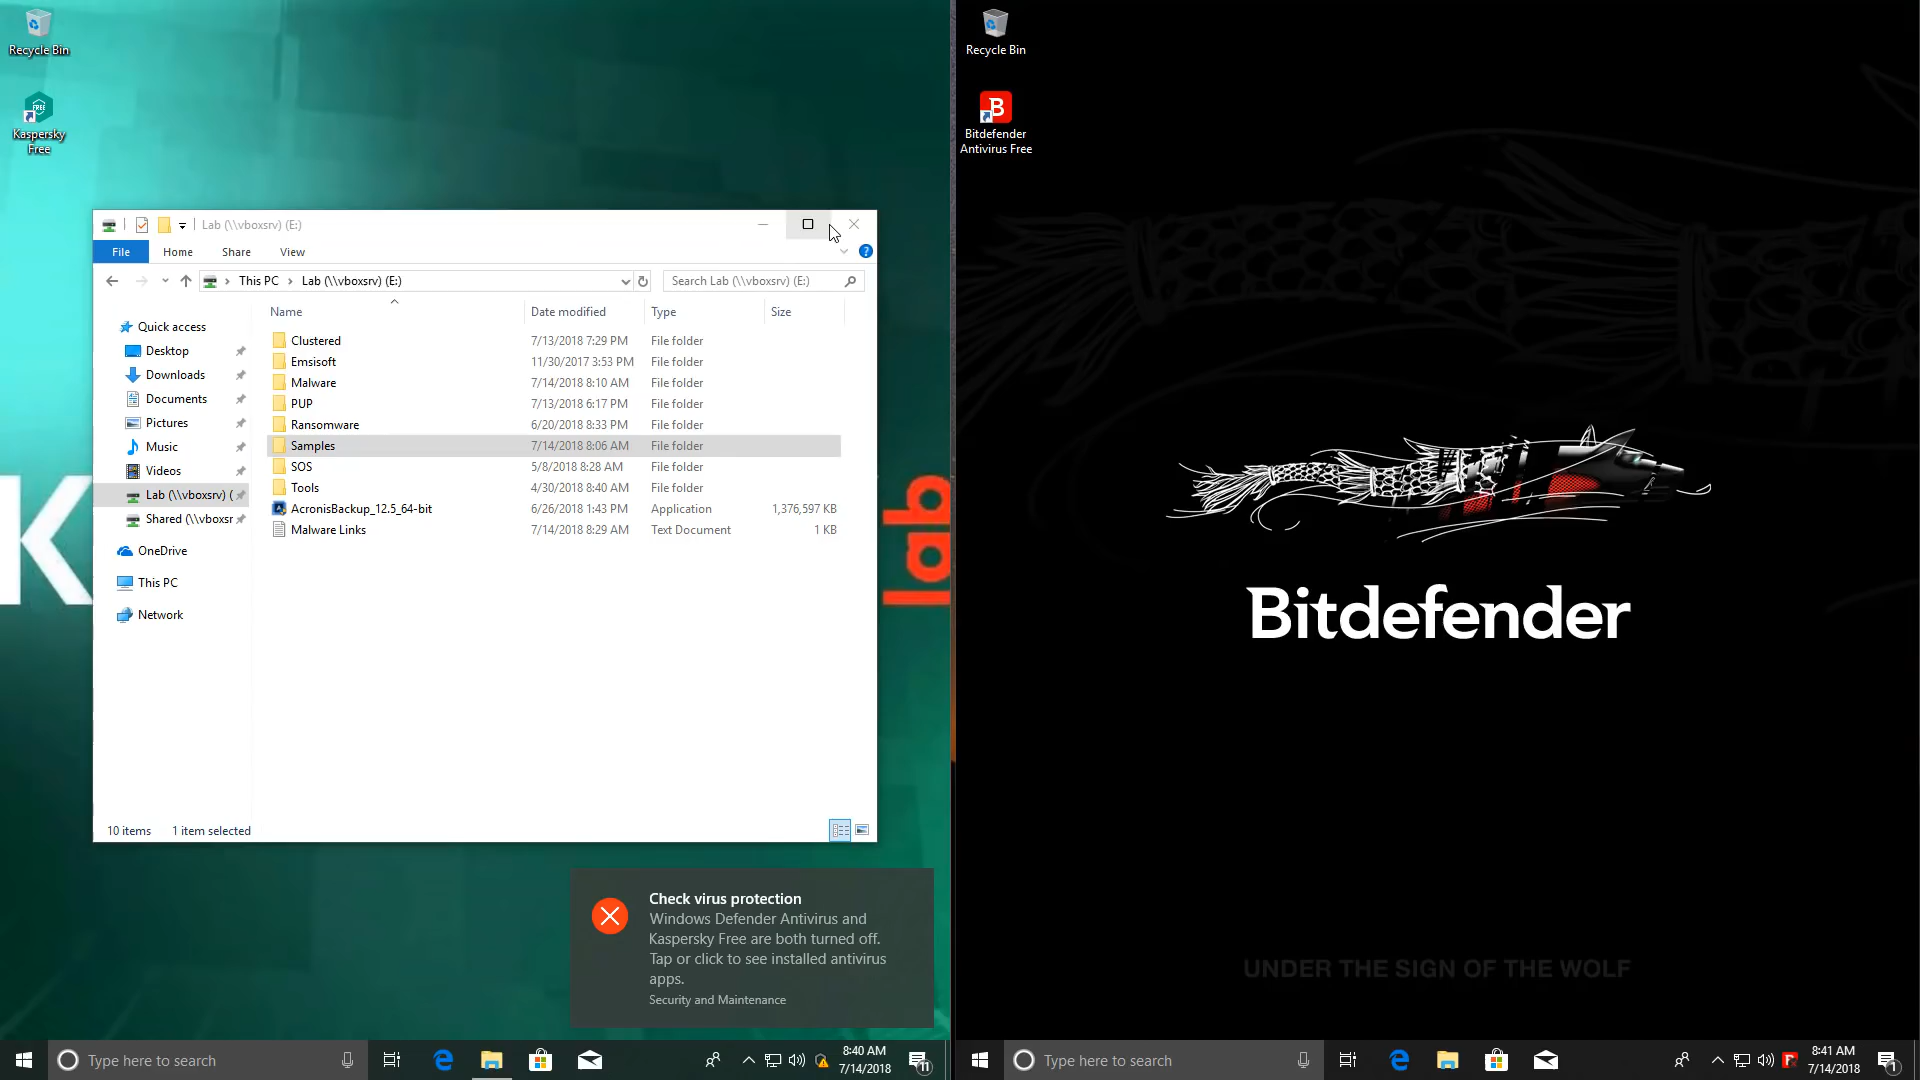 Recycle Bin
Kaspersky
Free
Lab (\\vboxsrv) (E:)
File
Home
Share
View
This PC
Lab (\\vboxsrv) (E:)
Search Lab (\\vboxsrv) (E:)
Name
Date modified
Type
Size
Quick access
Desktop
Downloads
Documents
Pictures
Music
Videos
Lab (\\vboxsrv) (
Shared (\\vboxsr
OneDrive
This PC
Network
Clustered 7/13/2018 7:29 PM File folder
Emsisoft 11/30/2017 3:53 PM File folder
Malware 7/14/2018 8:10 AM File folder
PUP 7/13/2018 6:17 PM File folder
Ransomware 6/20/2018 8:33 PM File folder
Samples 7/14/2018 8:06 AM File folder
SOS 5/8/2018 8:28 AM File folder
Tools 4/30/2018 8:40 AM File folder
AcronisBackup_12.5_64-bit 6/26/2018 1:43 PM Application 1,376,597 KB
Malware Links 7/14/2018 8:29 AM Text Document 1 KB
10 items 1 item selected
K
lab
Check virus protection
Windows Defender Antivirus and
Kaspersky Free are both turned off.
Tap or click to see installed antivirus
apps.
Security and Maintenance
Type here to search
8:40 AM
7/14/2018
11
Recycle Bin
B
Bitdefender
Antivirus Free
Bitdefender
UNDER THE SIGN OF THE WOLF
Type here to search
8:41 AM
7/14/2018
1